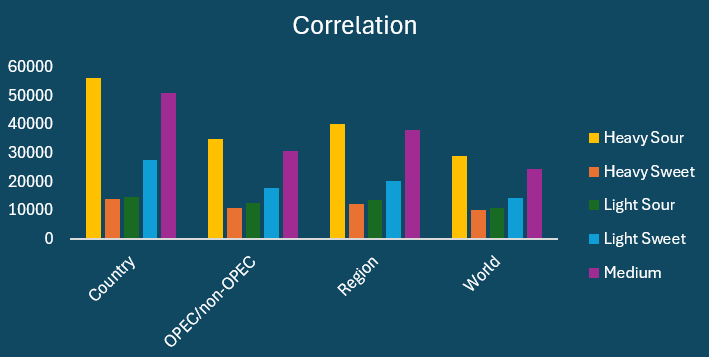 Correlation
60000
50000
40000
30000
20000
10000
0
Country
OPEC/non-OPEC
Region
World
Heavy Sour
Heavy Sweet
Light Sour
Light Sweet
Medium